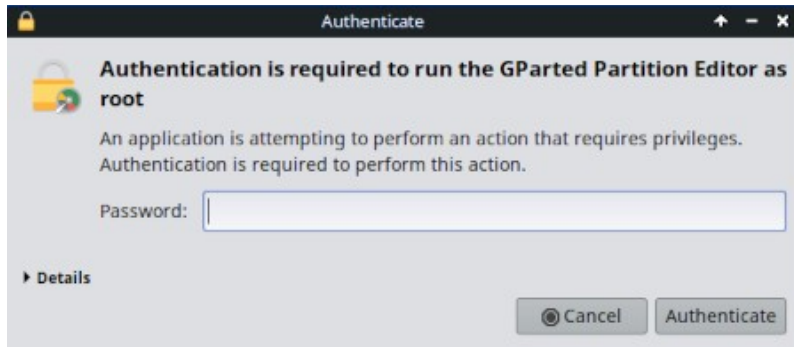 Authenticate
Authentication is required to run the GParted Partition Editor as
root
An application is attempting to perform an action that requires privileges.
Authentication is required to perform this action.
Password:
Details
Cancel
Authenticate